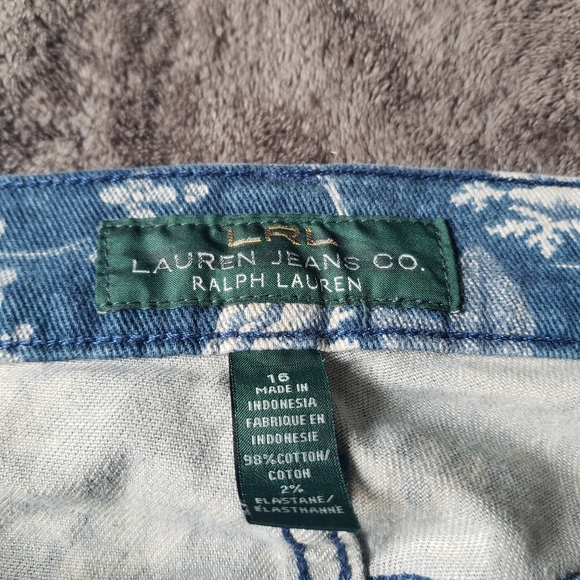 LRL
LAUREN JEANS CO.
RALPH LAUREN
16
MADE IN
INDONESIA
FABRIQUE EN
INDONESIE
98%COTTON/
COTON
2%
ELASTANE/
ELASTHANNE